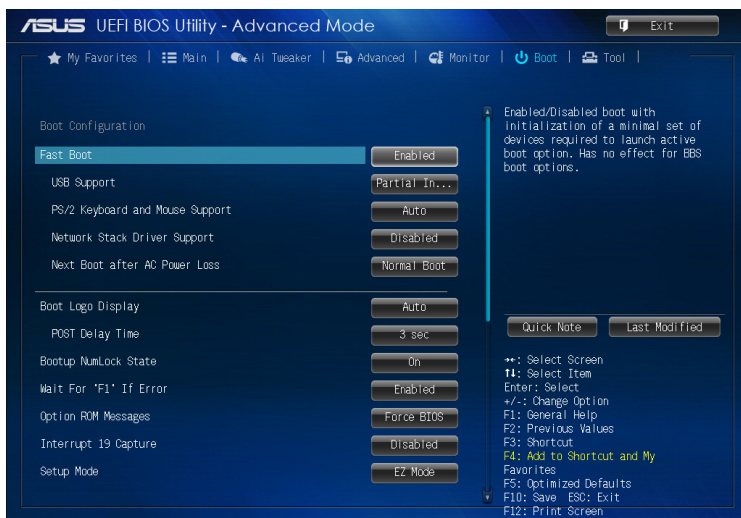 ASUS UEFI BIOS Utility - Advanced Mode
Exit
My Favorites | Main | Ai Tweaker | Advanced | Monitor | Boot | Tool |
Boot Configuration
Fast Boot Enabled
USB Support Partial In...
PS/2 Keyboard and Mouse Support Auto
Network Stack Driver Support Disabled
Next Boot after AC Power Loss Normal Boot
Boot Logo Display Auto
POST Delay Time 3 sec
Bootup NumLock State On
Wait For 'F1' If Error Enabled
Option ROM Messages Force BIOS
Interrupt 19 Capture Disabled
Setup Mode EZ Mode
Enabled/Disabled boot with
initialization of a minimal set of
devices required to launch active
boot option. Has no effect for BBS
boot options.
Quick Note Last Modified
→←: Select Screen
↑↓: Select Item
Enter: Select
+/-: Change Option
F1: General Help
F2: Previous Values
F3: Shortcut
F4: Add to Shortcut and My
Favorites
F5: Optimized Defaults
F10: Save ESC: Exit
F12: Print Screen